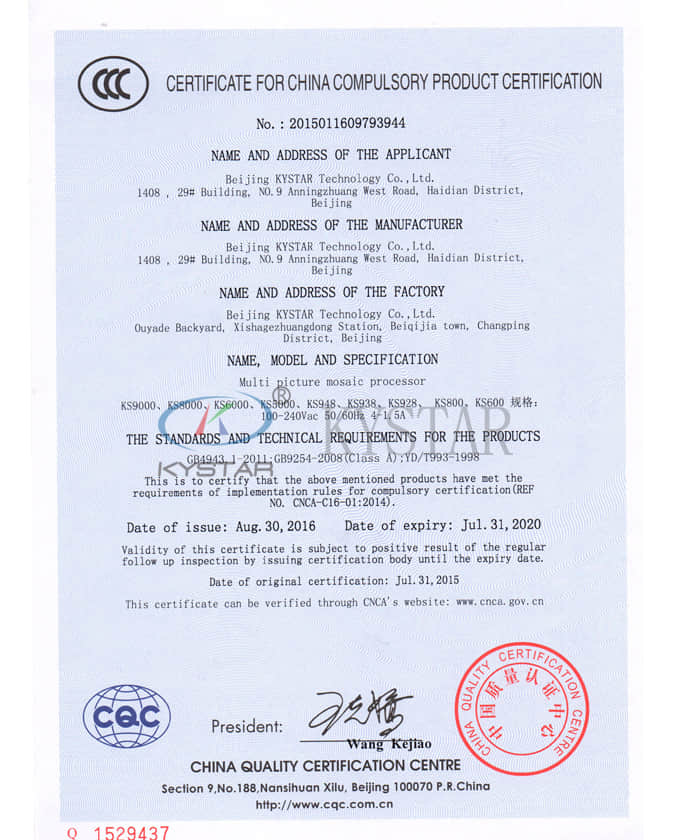 CCC
CERTIFICATE FOR CHINA COMPULSORY PRODUCT CERTIFICATION
No. : 2015011609793944
NAME AND ADDRESS OF THE APPLICANT
Beijing KYSTAR Technology Co.,Ltd.
1408 , 29# Building, NO.9 Anningzhuang West Road, Haidian District,
Beijing
NAME AND ADDRESS OF THE MANUFACTURER
Beijing KYSTAR Technology Co.,Ltd.
1408 , 29# Building, NO.9 Anningzhuang West Road, Haidian District,
Beijing
NAME AND ADDRESS OF THE FACTORY
Beijing KYSTAR Technology Co.,Ltd.
Ouyade Backyard, Xishagezhuangdong Station, Beiqijia town, Changping
District, Beijing
NAME, MODEL AND SPECIFICATION
Multi picture mosaic processor
KS9000、KS8000、KS6000、KS5000、KS948、KS938、KS928、 KS800、KS600 规格:
100-240Vac 50/60Hz 4-1.5A
®
KYSTAR
THE STANDARDS AND TECHNICAL REQUIREMENTS FOR THE PRODUCTS
GB4943.1-2011;GB9254-2008(Class A);YD/T993-1998
KYSTAR
This is to certify that the above mentioned products have met the
requirements of implementation rules for compulsory certification(REF
NO. CNCA-C16-01:2014).
Date of issue: Aug.30,2016 Date of expiry: Jul.31,2020
Validity of this certificate is subject to positive result of the regular
follow up inspection by issuing certification body until the expiry date.
Date of original certification: Jul.31,2015
This certificate can be verified through CNCA's website: www.cnca.gov.cn
CHINA QUALITY CERTIFICATION CENTRE
中国质量认证中心
CQC
President:
Wang Kejiao
CHINA QUALITY CERTIFICATION CENTRE
Section 9,No.188,Nansihuan Xilu, Beijing 100070 P.R.China
http://www.cqc.com.cn
Q 1529437